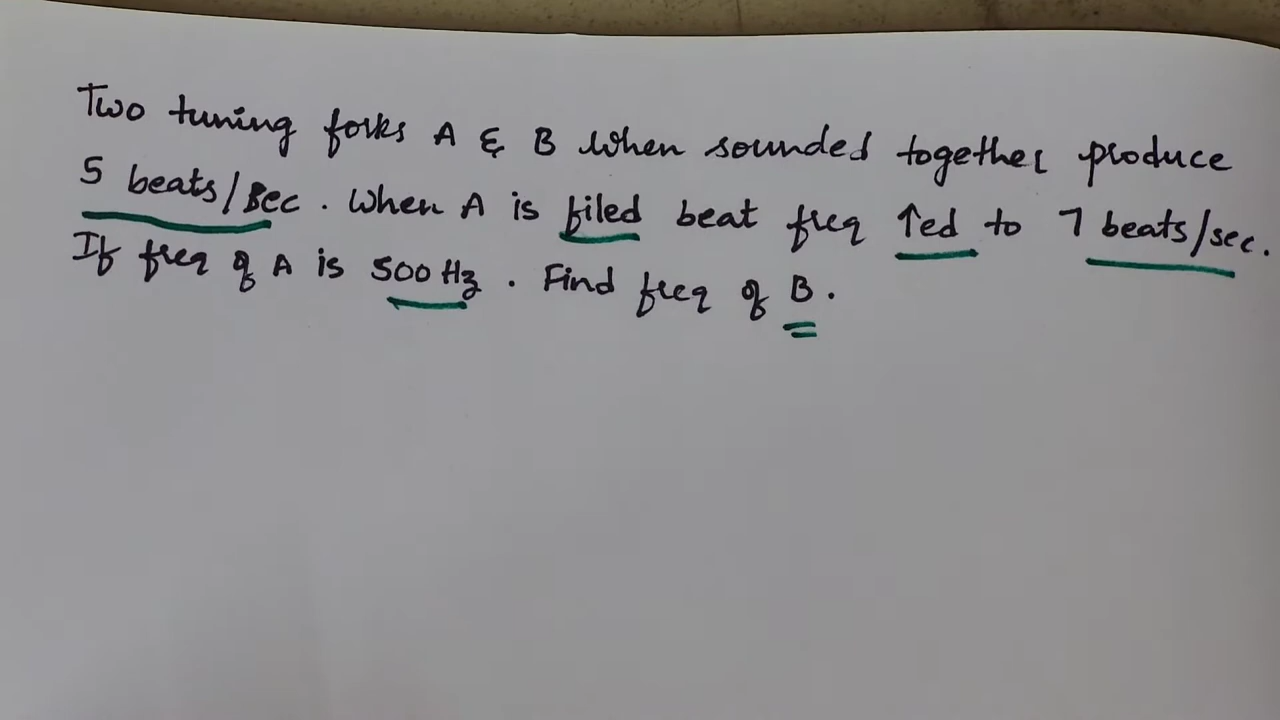 Two tuning forks A & B when sounded together produce
5 beats/sec. When A is filed beat freq ↑ed to 7 beats/sec.
If freq of A is 500 Hz. Find freq of B.